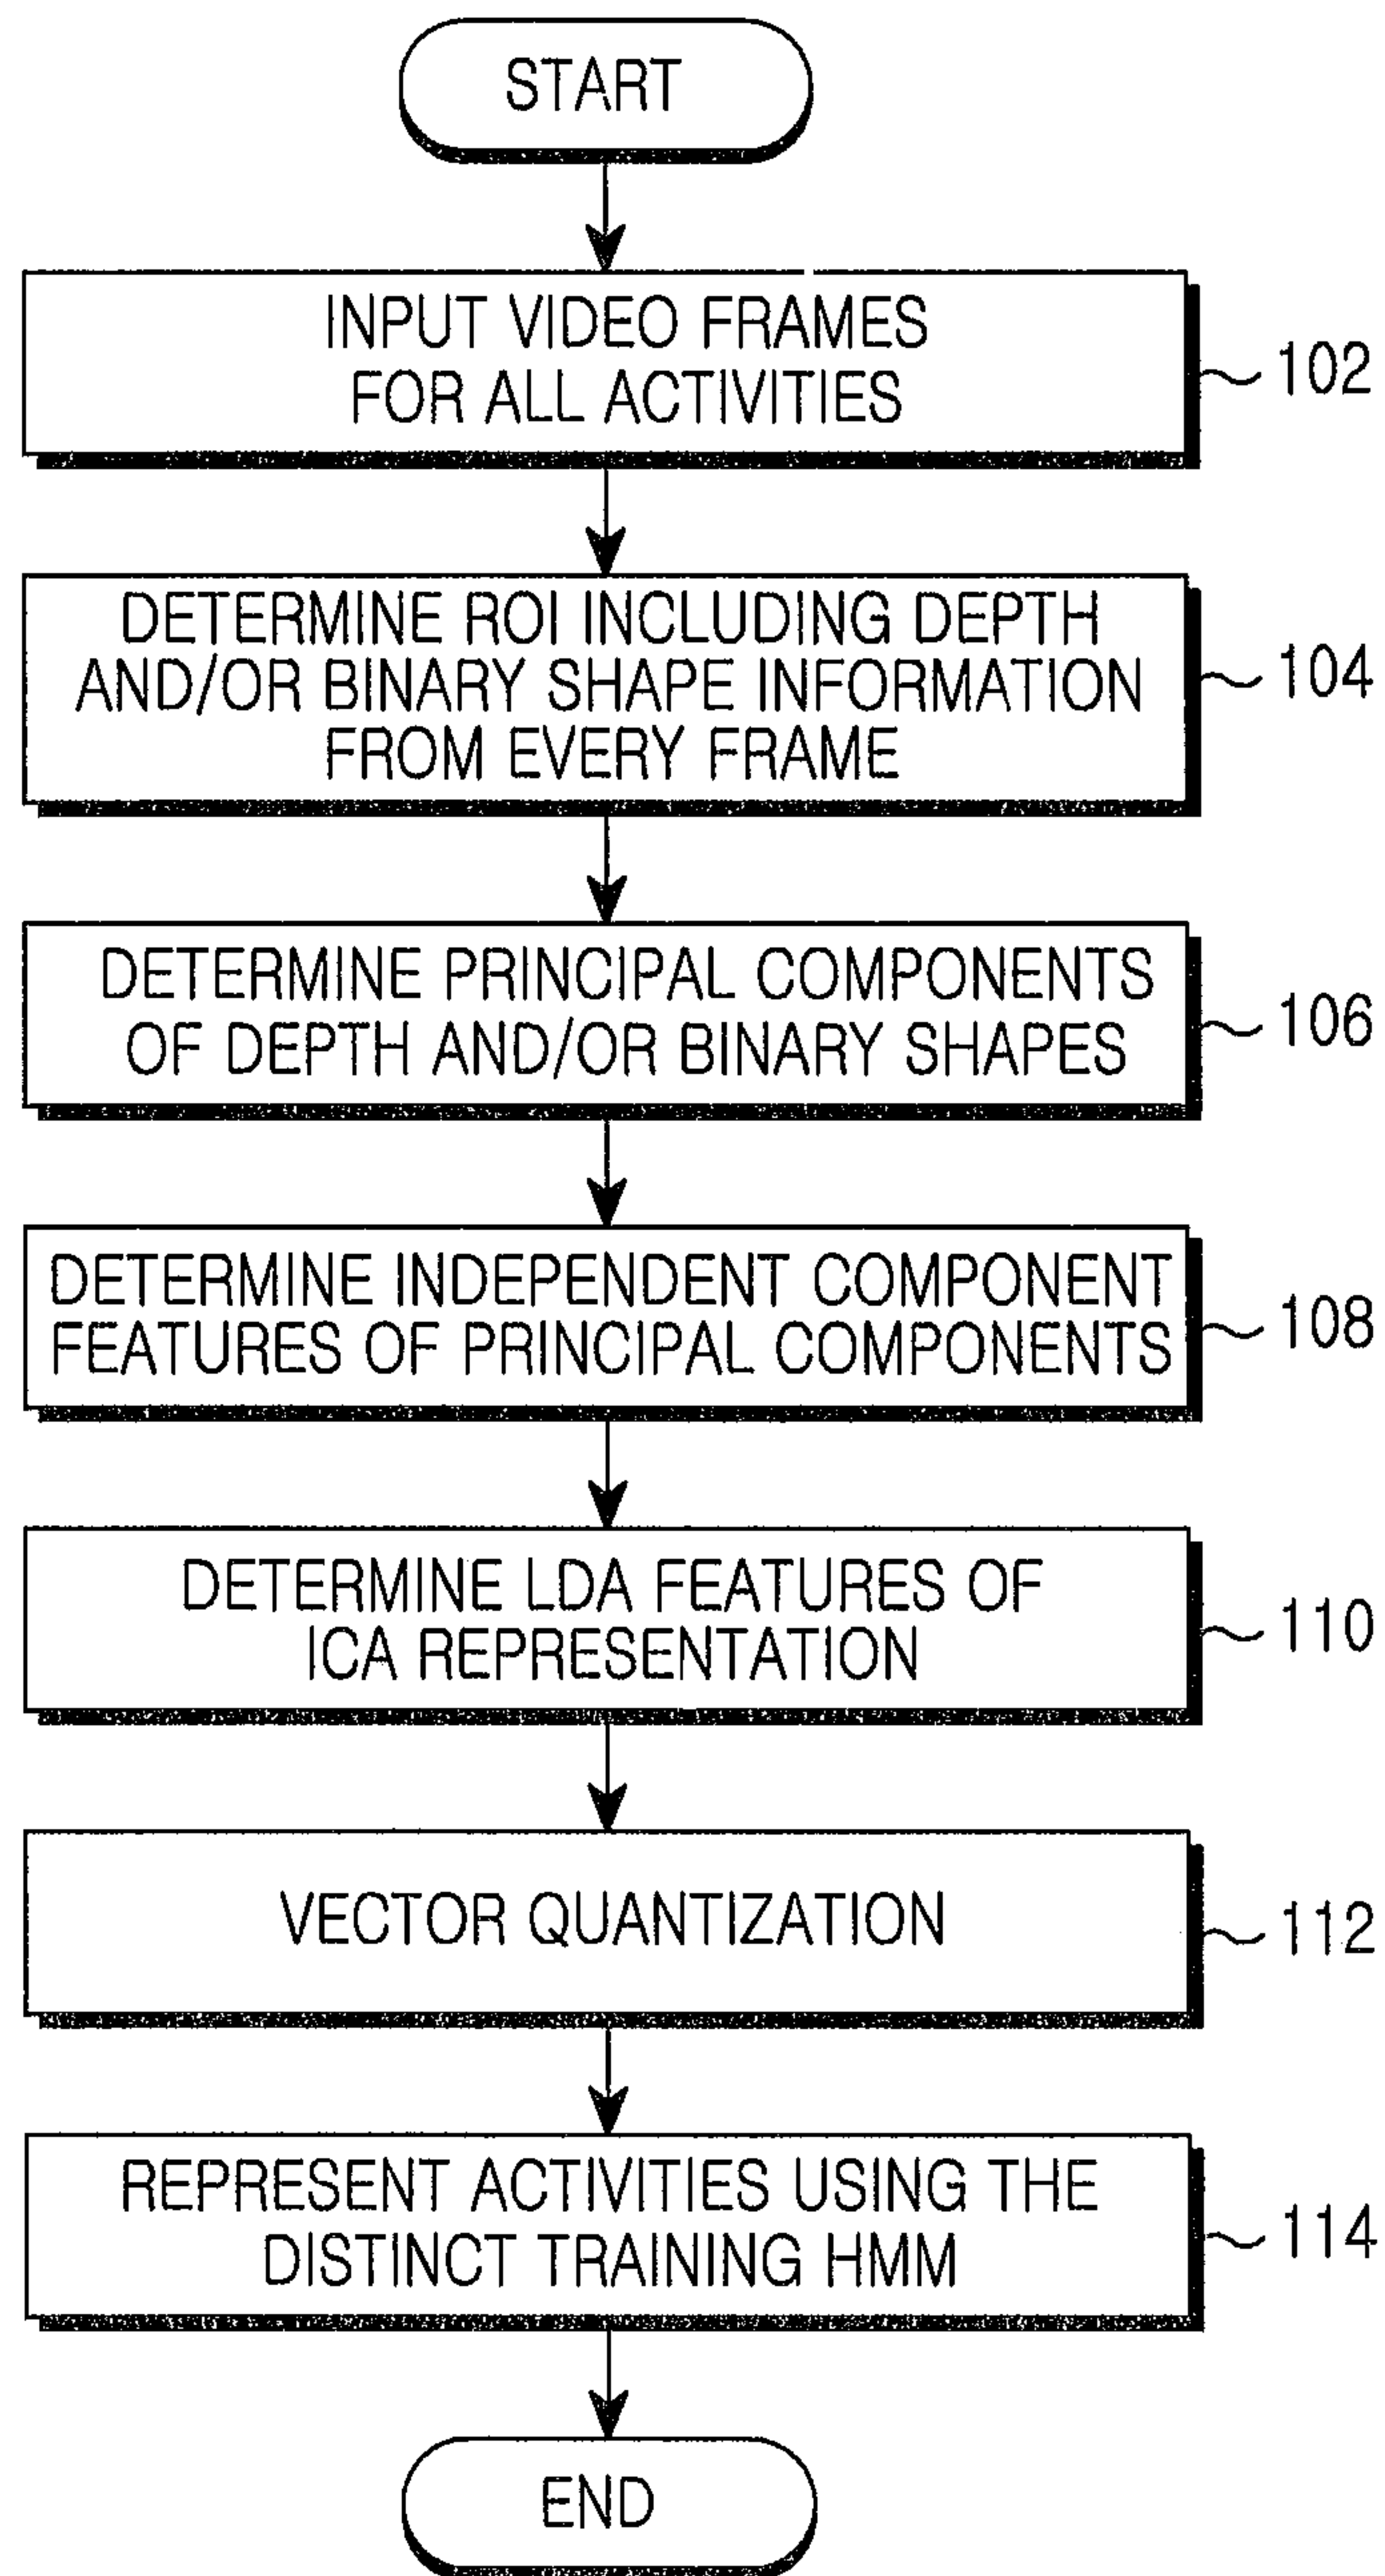 START
INPUT VIDEO FRAMES
FOR ALL ACTIVITIES
102
DETERMINE ROI INCLUDING DEPTH
AND/OR BINARY SHAPE INFORMATION
FROM EVERY FRAME
104
DETERMINE PRINCIPAL COMPONENTS
OF DEPTH AND/OR BINARY SHAPES
106
DETERMINE INDEPENDENT COMPONENT
FEATURES OF PRINCIPAL COMPONENTS
108
DETERMINE LDA FEATURES OF
ICA REPRESENTATION
110
VECTOR QUANTIZATION
112
REPRESENT ACTIVITIES USING THE
DISTINCT TRAINING HMM
114
END